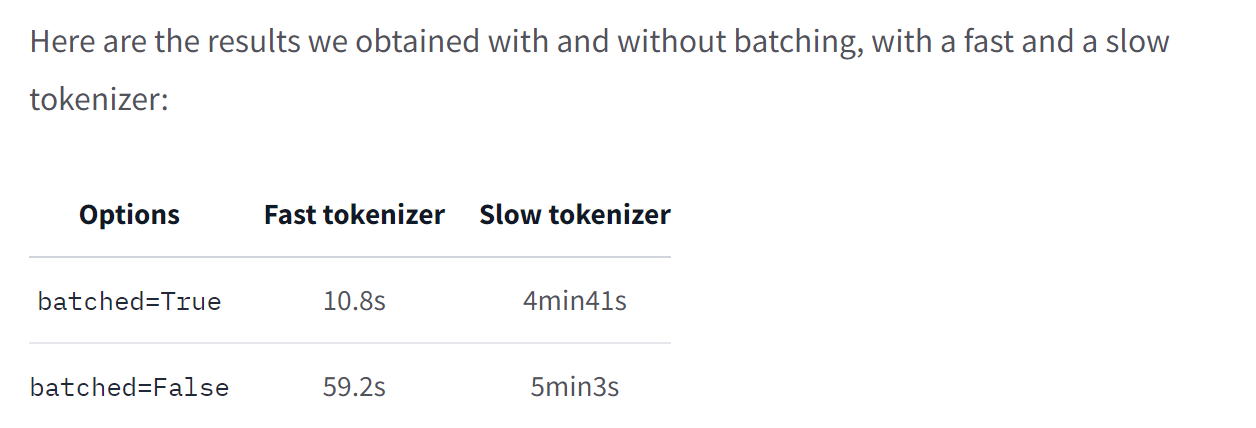 Here are the results we obtained with and without batching, with a fast and a slow
tokenizer:
Options Fast tokenizer Slow tokenizer
batched=True 10.8s 4min41s
batched=False 59.2s 5min3s